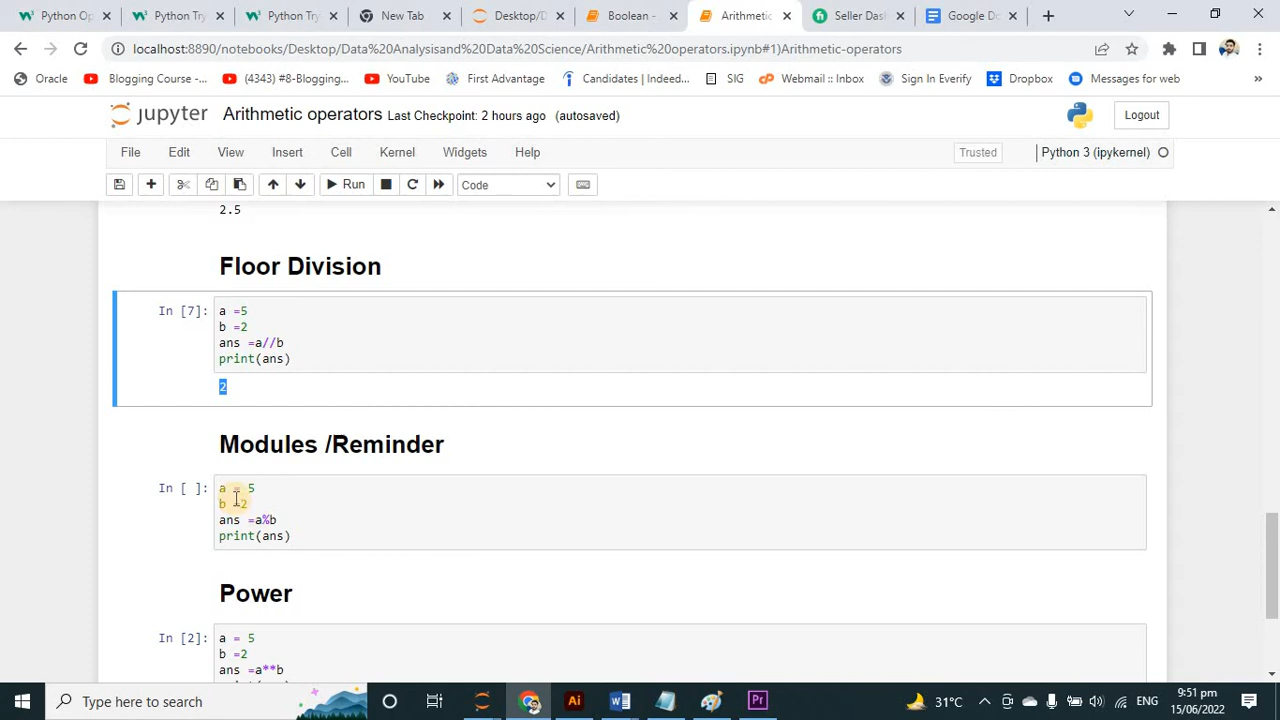 Python Op
Python Try
Python Try
New Tab
Desktop/D
Boolean -
Arithmetic
Seller Dash
Google Do
localhost:8890/notebooks/Desktop/Data%20Analysisand%20Data%20Science/Arithmetic%20operators.ipynb#1)Arithmetic-operators
Oracle
Blogging Course -...
(4343) #8-Blogging...
YouTube
First Advantage
Candidates | Indeed...
SIG
Webmail :: Inbox
Sign In Everify
Dropbox
Messages for web
»
jupyter Arithmetic operators Last Checkpoint: 2 hours ago (autosaved)
Logout
File Edit View Insert Cell Kernel Widgets Help
Trusted
Python 3 (ipykernel)
Run
Code
2.5
Floor Division
In [7]: a =5
b =2
ans =a//b
print(ans)
2
Modules /Reminder
In [ ]: a = 5
b =2
ans =a%b
print(ans)
Power
In [2]: a = 5
b =2
ans =a**b
Type here to search
31°C
ENG
9:51 pm
15/06/2022